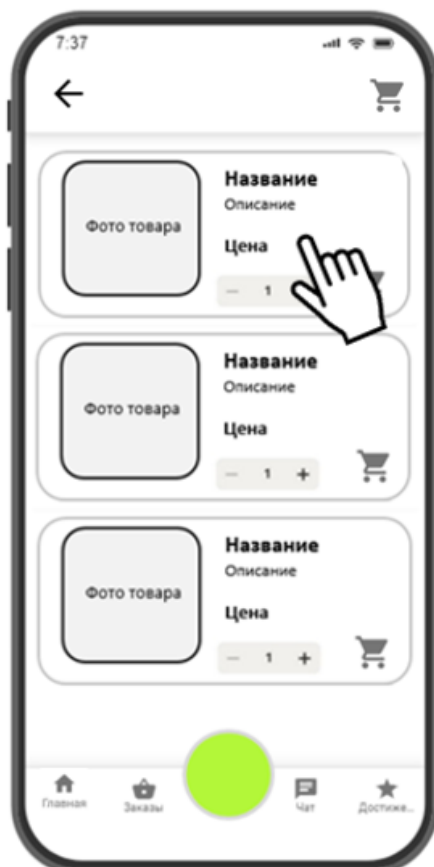 7:37
Фото товара
Название
Описание
Цена
— 1
Фото товара
Название
Описание
Цена
— 1 +
Фото товара
Название
Описание
Цена
— 1 +
Главная
Заказы
Чат
Достиже...